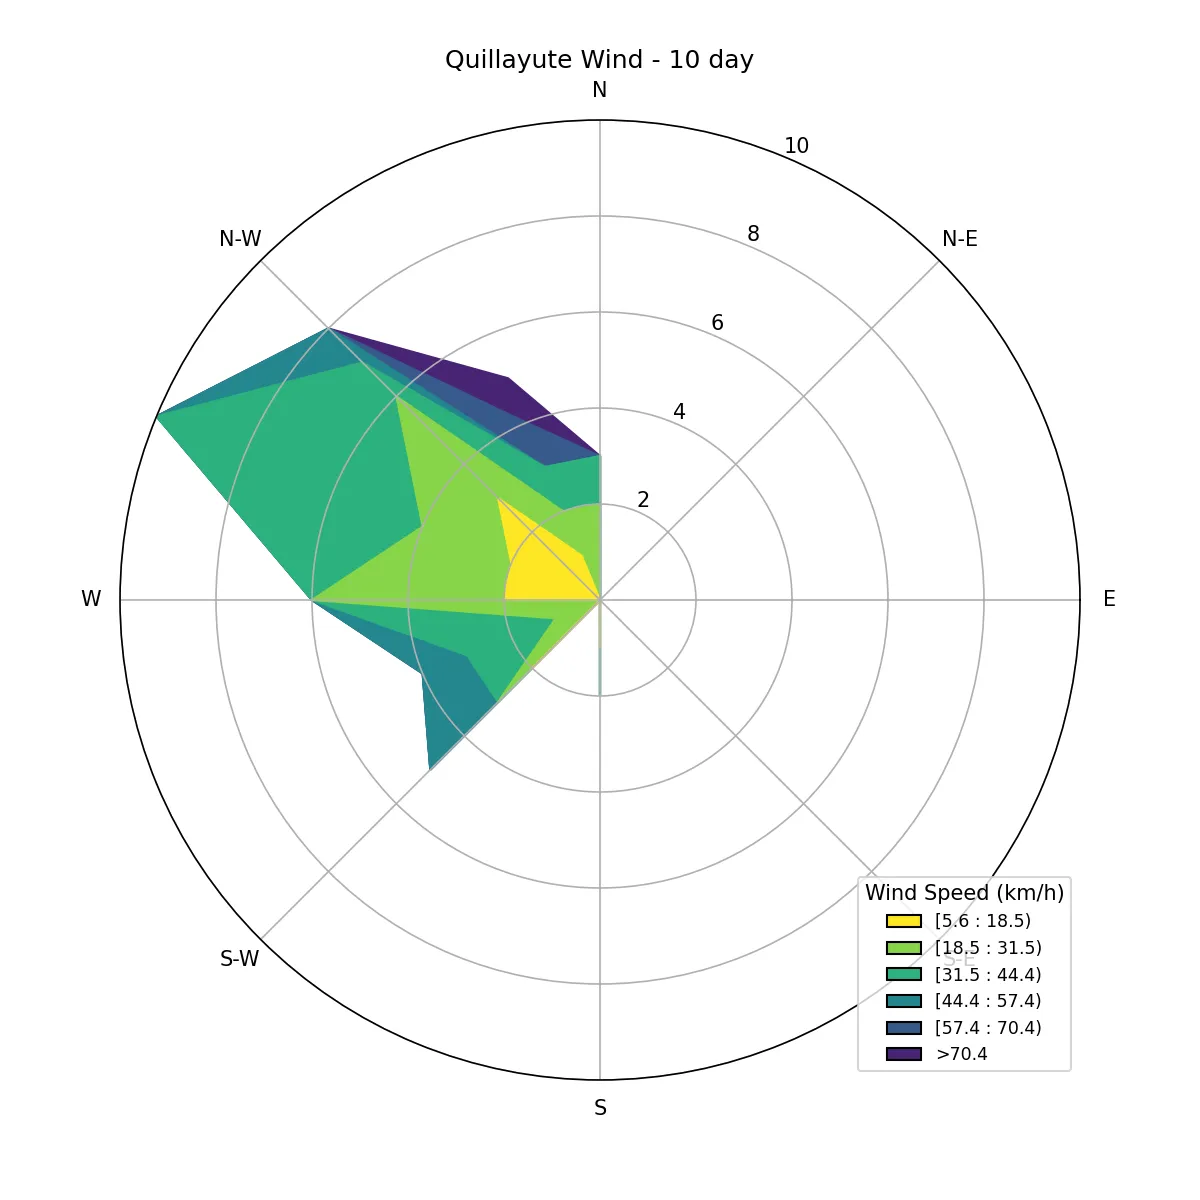 Quillayute Wind - 10 day
N
10
8
N-W
N-E
6
4
2
W
E
S-W
S-E
S
Wind Speed (km/h)
[5.6 : 18.5)
[18.5 : 31.5)
[31.5 : 44.4)
[44.4 : 57.4)
[57.4 : 70.4)
>70.4